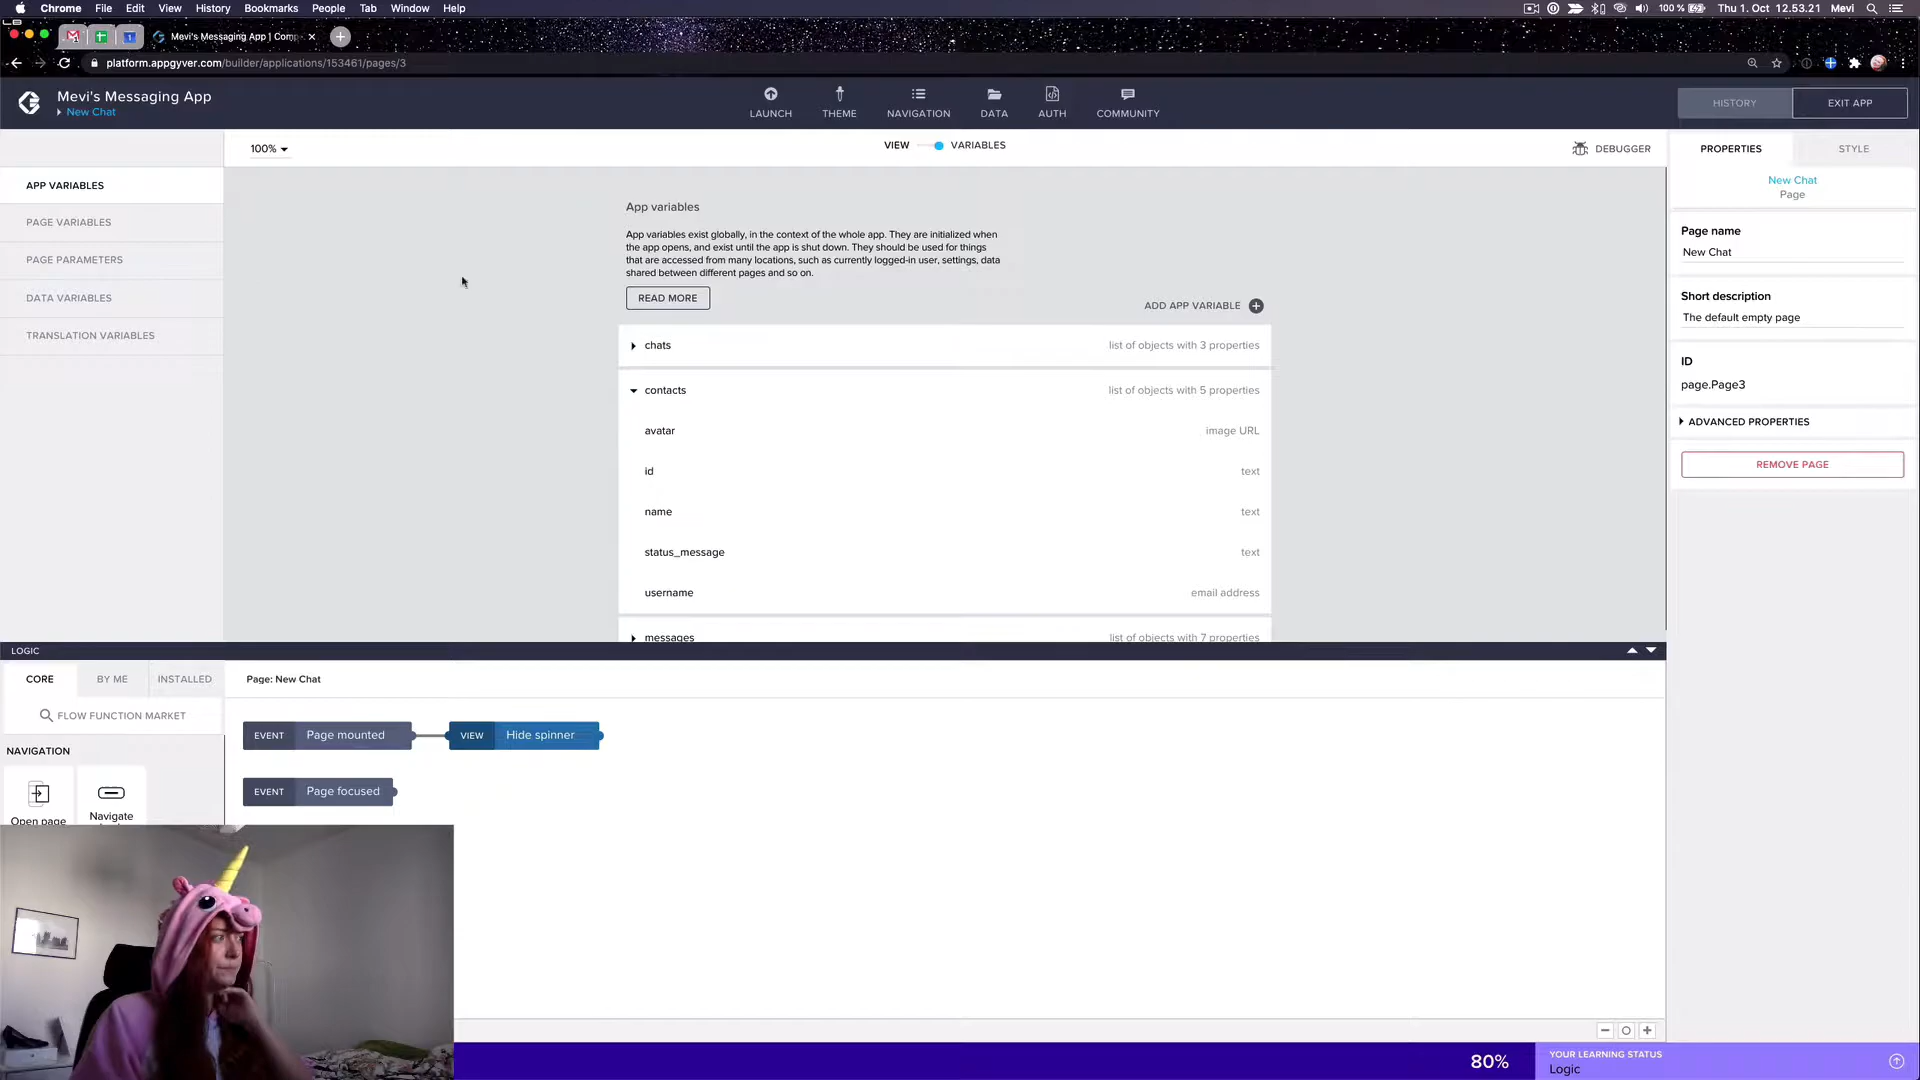 Chrome File Edit View History Bookmarks People Tab Window Help
100 % Thu 1. Oct 12.53.21 Mevi
Mevi's Messaging App | Comp
platform.appgyver.com/builder/applications/153461/pages/3
Mevi's Messaging App
New Chat
LAUNCH THEME NAVIGATION DATA AUTH COMMUNITY
HISTORY EXIT APP
100% VIEW VARIABLES DEBUGGER
PROPERTIES STYLE
APP VARIABLES
PAGE VARIABLES
PAGE PARAMETERS
DATA VARIABLES
TRANSLATION VARIABLES
App variables
App variables exist globally, in the context of the whole app. They are initialized when
the app opens, and exist until the app is shut down. They should be used for things
that are accessed from many locations, such as currently logged-in user, settings, data
shared between different pages and so on.
READ MORE
ADD APP VARIABLE
chats list of objects with 3 properties
contacts list of objects with 5 properties
avatar image URL
id text
name text
status_message text
username email address
messages list of objects with 7 properties
New Chat
Page
Page name
New Chat
Short description
The default empty page
ID
page.Page3
ADVANCED PROPERTIES
REMOVE PAGE
LOGIC
CORE BY ME INSTALLED
FLOW FUNCTION MARKET
NAVIGATION
Open page
Navigate
Page: New Chat
EVENT Page mounted VIEW Hide spinner
EVENT Page focused
80%
YOUR LEARNING STATUS
Logic